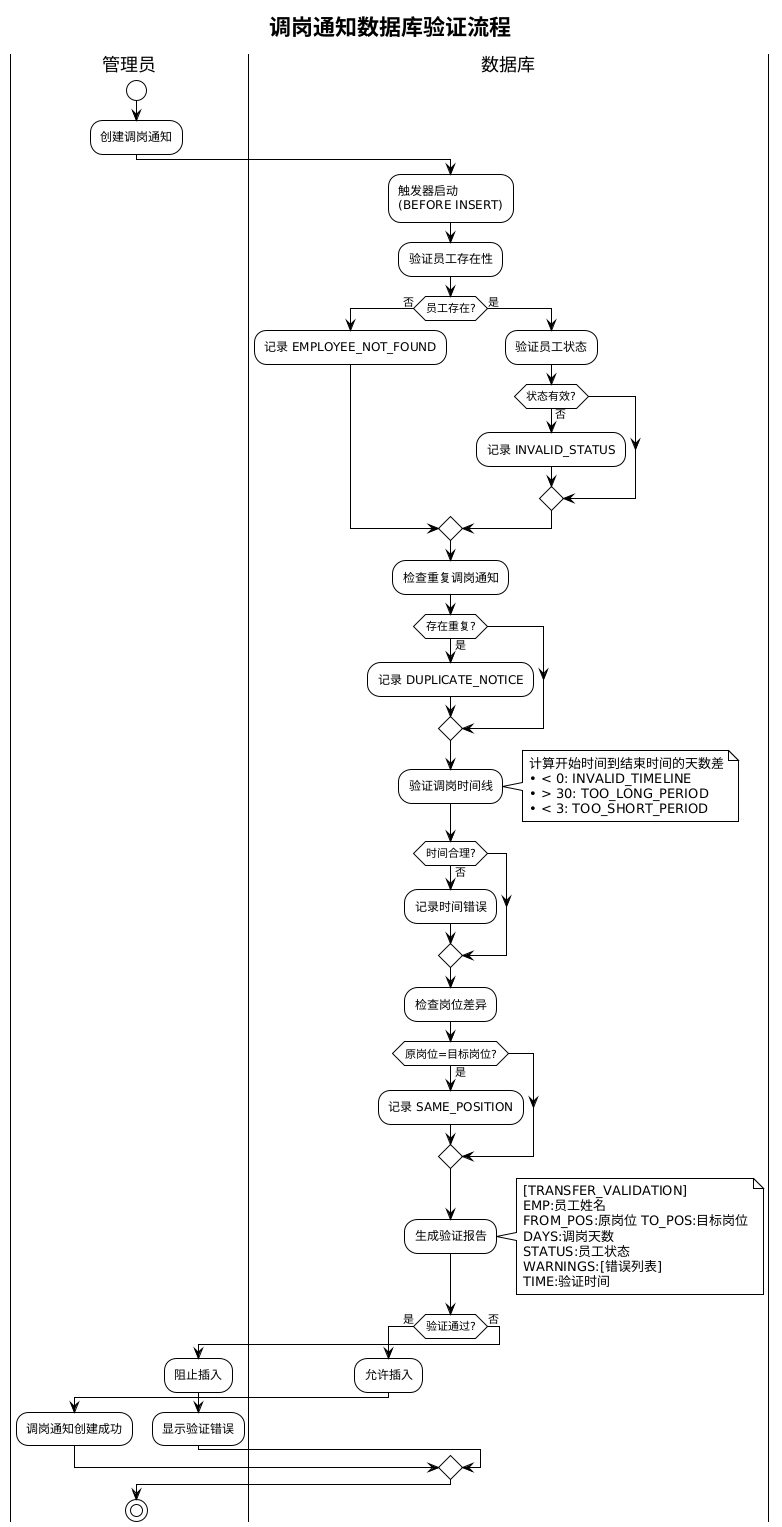 调岗通知数据库验证流程
管理员
数据库
创建调岗通知
触发器启动
(BEFORE INSERT)
验证员工存在性
否
员工存在?
是
记录 EMPLOYEE_NOT_FOUND
验证员工状态
状态有效?
否
记录 INVALID_STATUS
检查重复调岗通知
存在重复?
是
记录 DUPLICATE_NOTICE
验证调岗时间线
计算开始时间到结束时间的天数差
• < 0: INVALID_TIMELINE
• > 30: TOO_LONG_PERIOD
• < 3: TOO_SHORT_PERIOD
时间合理?
否
记录时间错误
检查岗位差异
原岗位=目标岗位?
是
记录 SAME_POSITION
生成验证报告
[TRANSFER_VALIDATION]
EMP:员工姓名
FROM_POS:原岗位 TO_POS:目标岗位
DAYS:调岗天数
STATUS:员工状态
WARNINGS:[错误列表]
TIME:验证时间
是
验证通过?
否
阻止插入
允许插入
调岗通知创建成功
显示验证错误